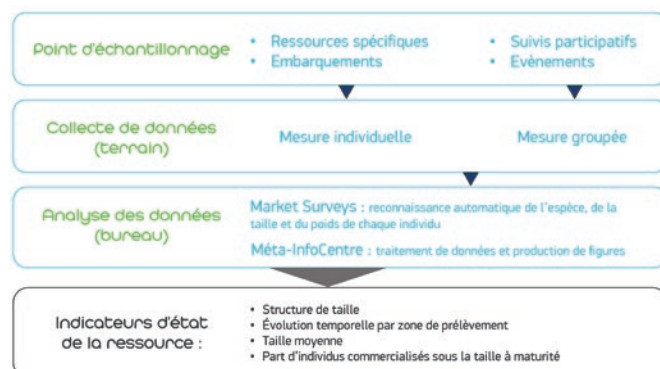 Point d'échantillonnage
• Ressources spécifiques
• Embarquements
• Suivis participatifs
• Evènements
Collecte de données
(terrain)
Mesure individuelle
Mesure groupée
Analyse des données
(bureau)
Market Surveys : reconnaissance automatique de l'espèce, de la
taille et du poids de chaque individu
Méta-InfoCentre : traitement de données et production de figures
Indicateurs d'état
de la ressource :
• Structure de taille
• Évolution temporelle par zone de prélèvement
• Taille moyenne
• Part d'individus commercialisés sous la taille à maturité